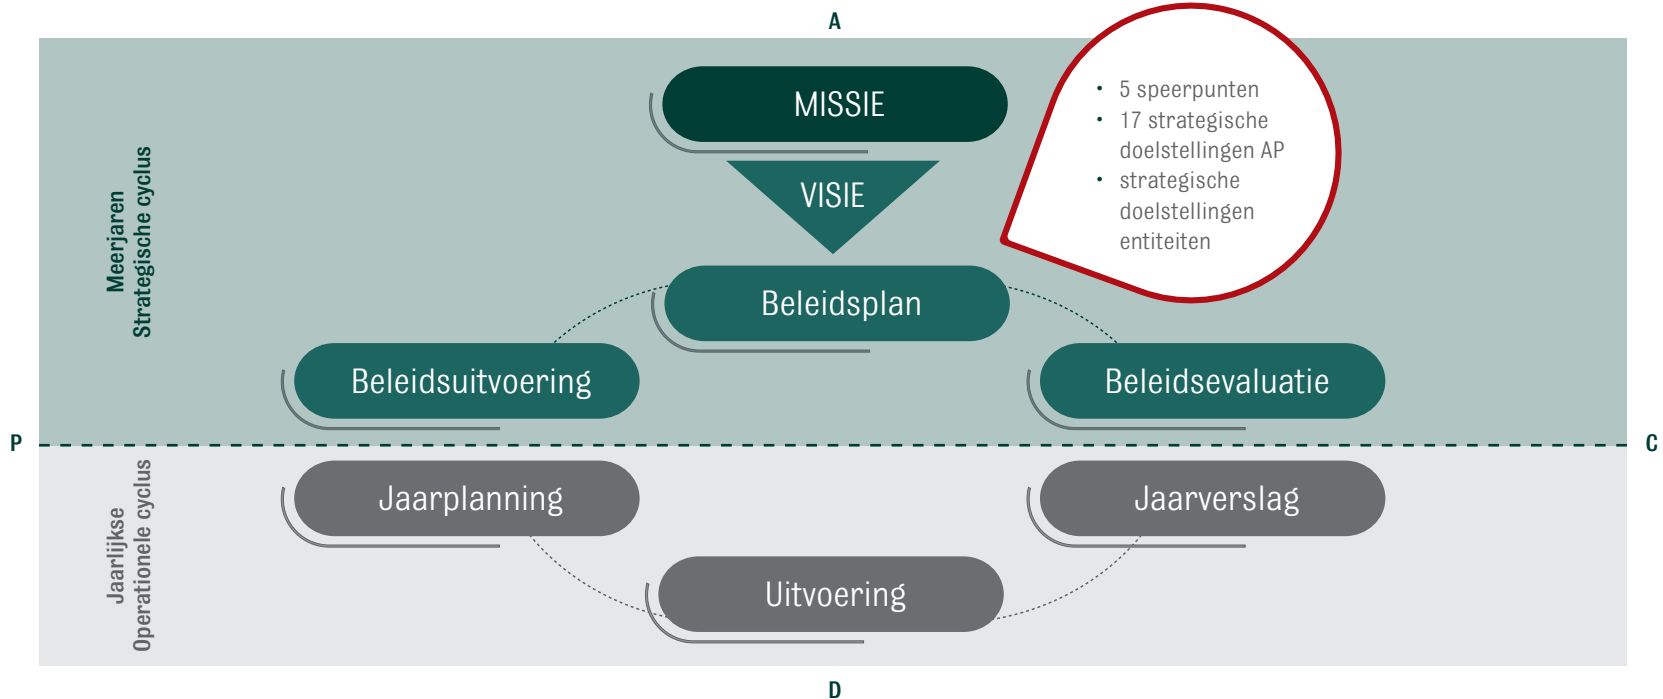 A
MISSIE
VISIE
• 5 speerpunten
• 17 strategische
doelstellingen AP
• strategische
doelstellingen
entiteiten
Meerjaren
Strategische cyclus
Beleidsplan
Beleidsuitvoering
Beleidsevaluatie
P
C
Jaarlijkse
Operationele cyclus
Jaarplanning
Jaarverslag
Uitvoering
D